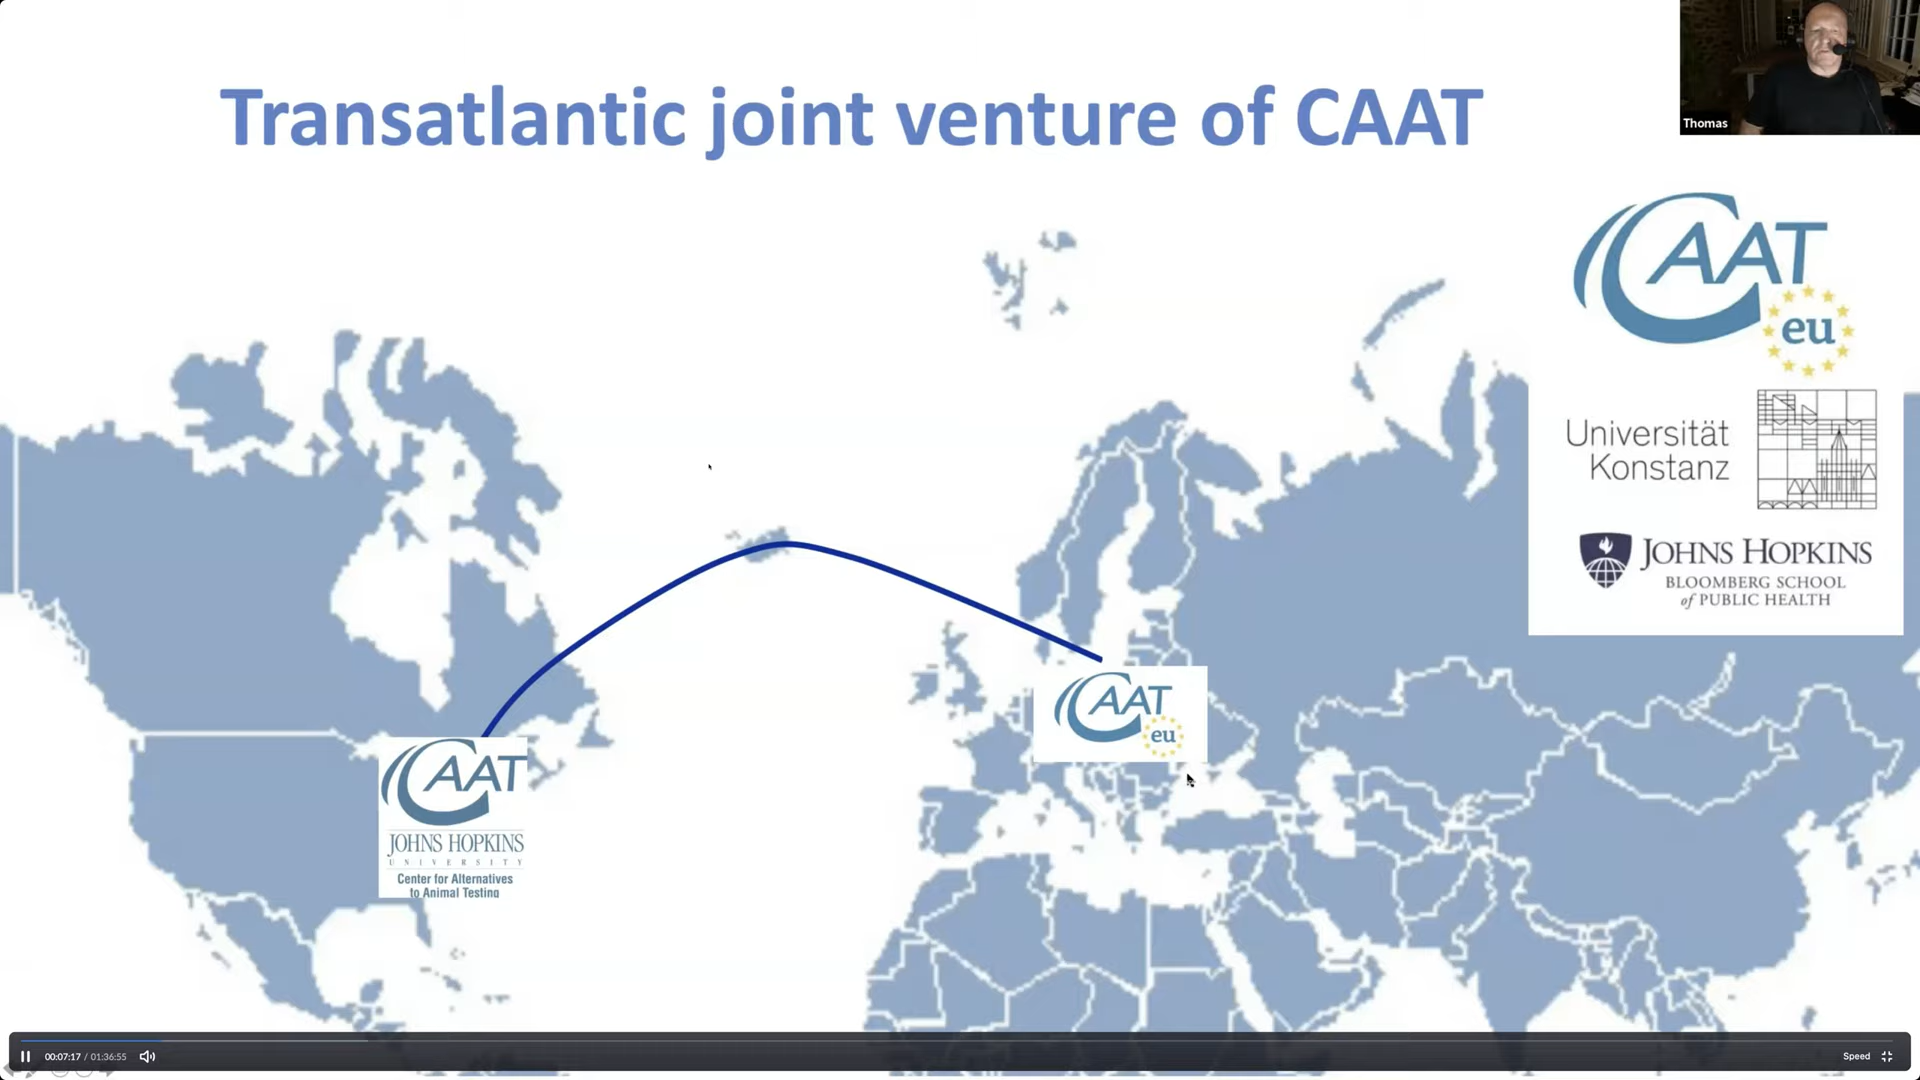 Transatlantic joint venture of CAAT
Thomas
CAAT
eu
Universität
Konstanz
JOHNS HOPKINS
BLOOMBERG SCHOOL
of PUBLIC HEALTH
CAAT
eu
CAAT
JOHNS HOPKINS
UNIVERSITY
Center for Alternatives
to Animal Testing
00:07:17 / 01:36:55
Speed